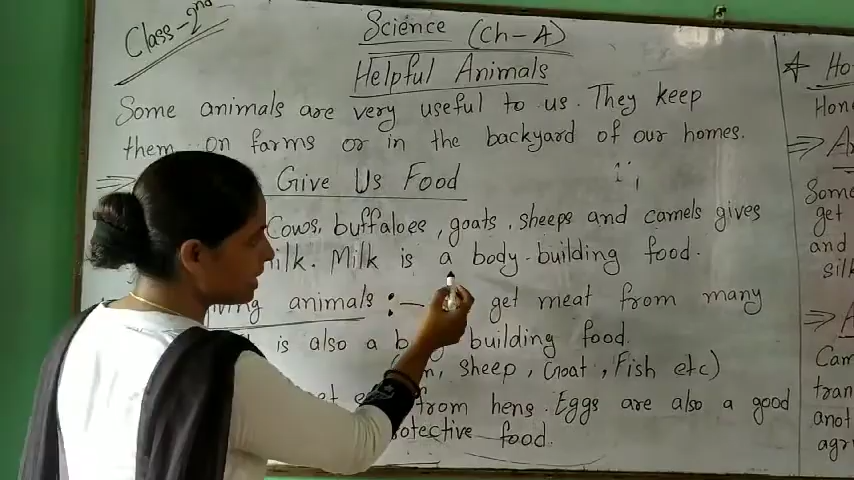 Class-2nd
Science (Ch-A)
Helpful Animals
Some animals are very useful to us. They keep
them on farms or in the backyard of our homes.
⇒ Give Us Food
Cows, buffaloes, goats, sheeps and camels gives
milk. Milk is a body-building food.
animals :- get meat from many
is also a building food.
sheep, Goat, Fish etc)
from hens. Eggs are also a good
food.
☆ Ho
Hon
⇒ A
Some
get
and
silk
⇒ A
Cam
tran
anot
agr